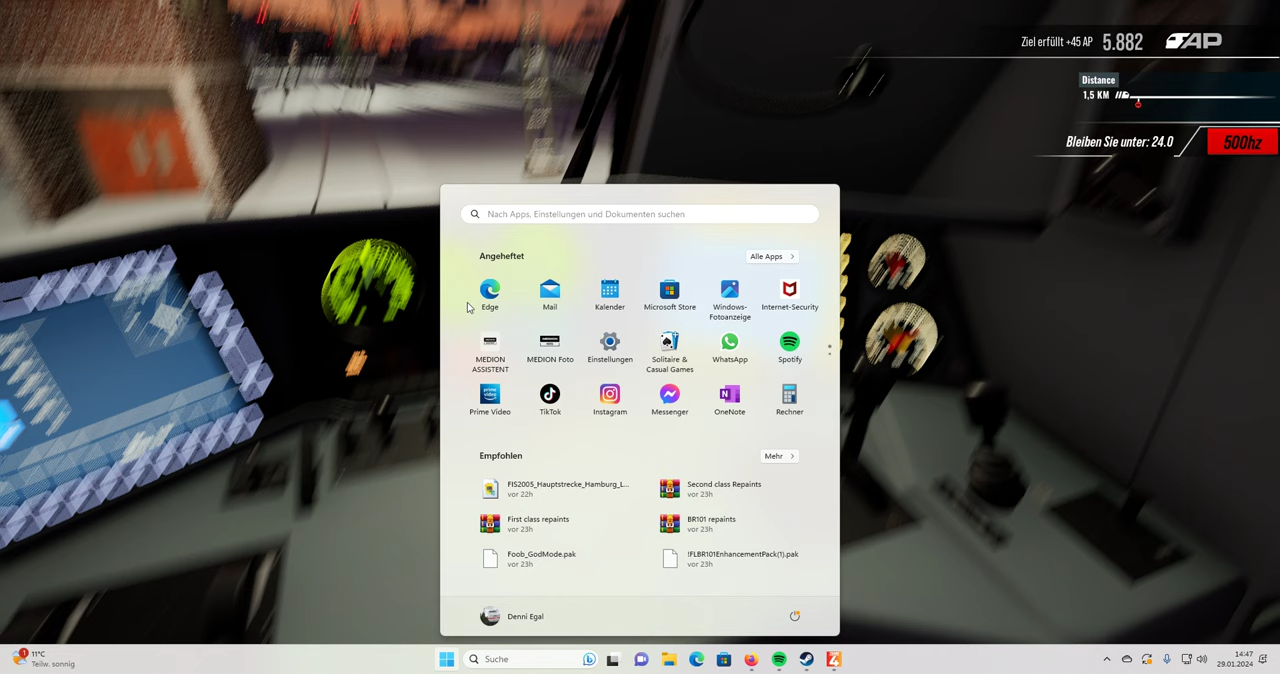 Ziel erfüllt +45 AP 5.882 AP
Distance
1,5 KM
Bleiben Sie unter: 24.0 500hz
Nach Apps, Einstellungen und Dokumenten suchen
Angeheftet
Alle Apps
Edge
Mail
Kalender
Microsoft Store
Windows-Fotoanzeige
Internet-Security
MEDION ASSISTENT
MEDION Foto
Einstellungen
Solitaire & Casual Games
WhatsApp
Spotify
Prime Video
TikTok
Instagram
Messenger
OneNote
Rechner
Empfohlen
Mehr
FIS2005_Hauptstrecke_Hamburg_L...
vor 22h
Second class Repaints
vor 23h
First class repaints
vor 23h
BR101 repaints
vor 23h
Foob_GodMode.pak
vor 23h
!FLBR101EnhancementPack(1).pak
vor 23h
Denni Egal
1
11°C
Teilw. sonnig
Suche
14:47
29.01.2024